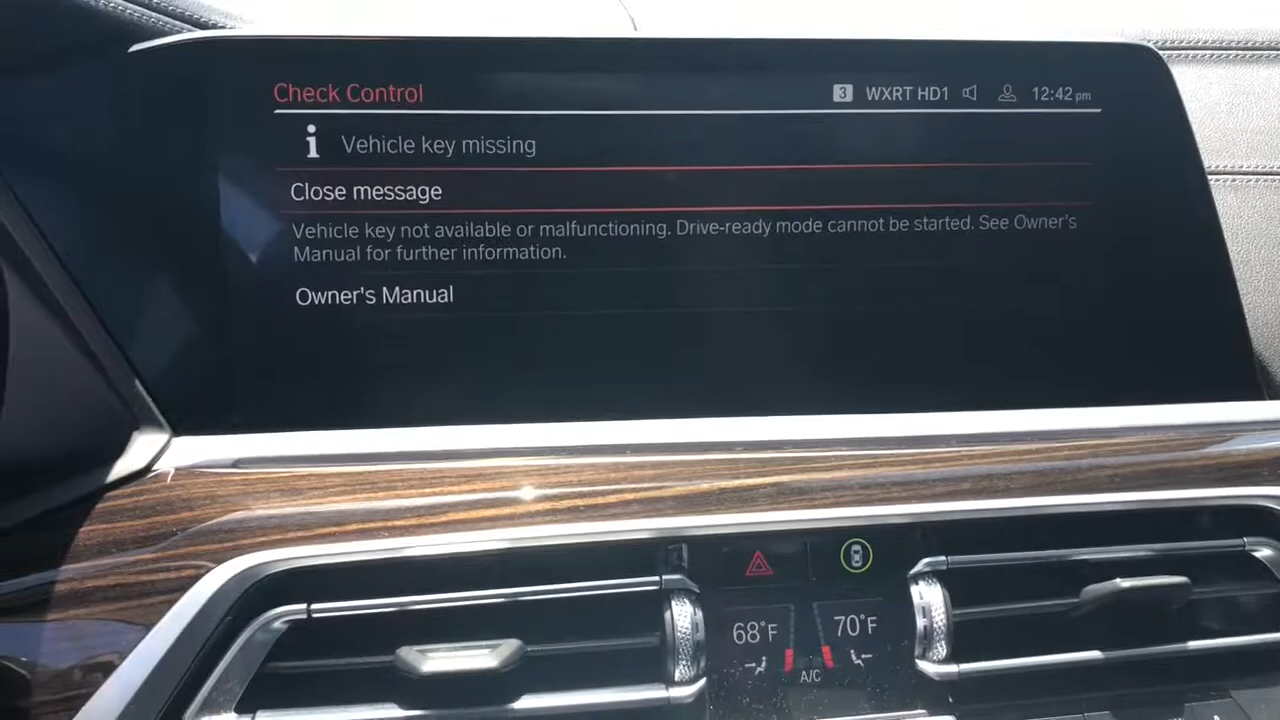 Check Control
3 WXRT HD1 12:42 pm
i Vehicle key missing
Close message
Vehicle key not available or malfunctioning. Drive-ready mode cannot be started. See Owner's
Manual for further information.
Owner's Manual
68°F 70°F
A/C